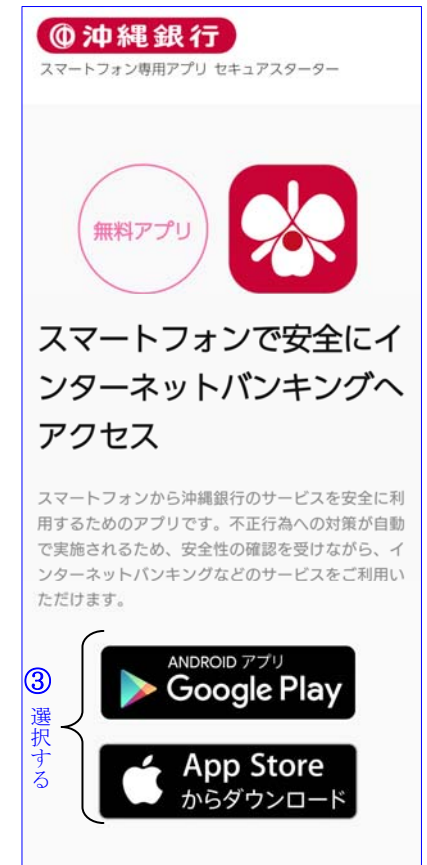 沖縄銀行
スマートフォン専用アプリ セキュアスターター
無料アプリ
スマートフォンで安全にイ
ンターネットバンキングへ
アクセス
スマートフォンから沖縄銀行のサービスを安全に利
用するためのアプリです。不正行為への対策が自動
で実施されるため、安全性の確認を受けながら、イ
ンターネットバンキングなどのサービスをご利用い
ただけます。
③
選択する
ANDROID アプリ
Google Play
App Store
からダウンロード